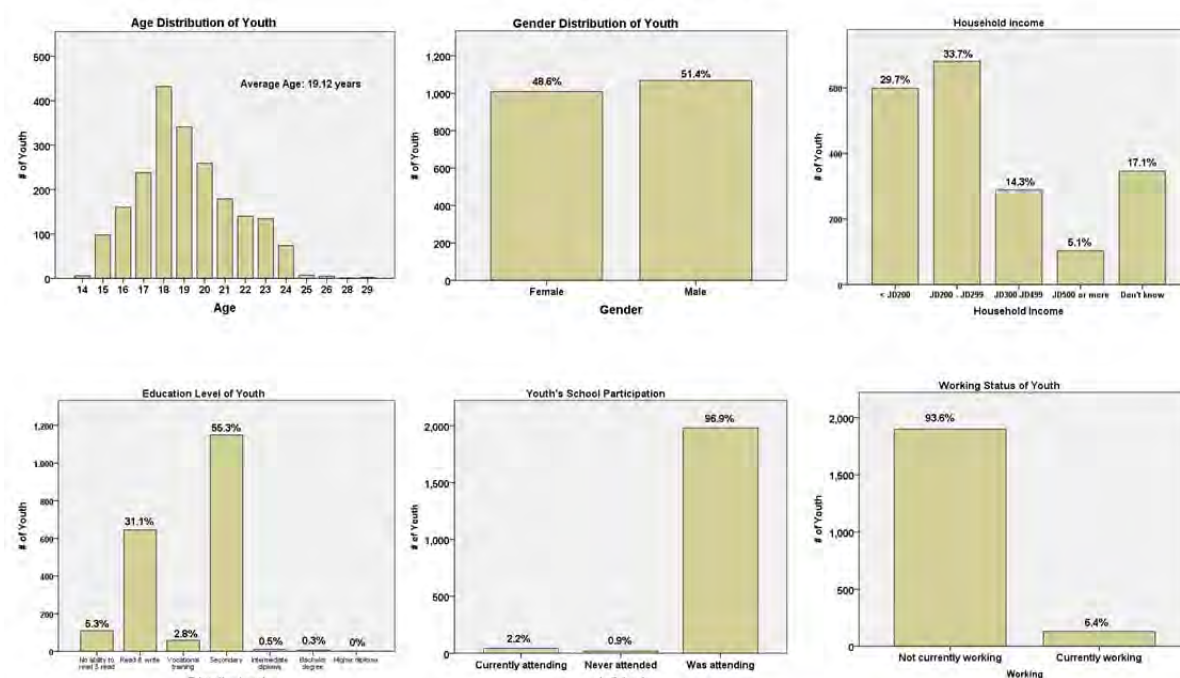 Age Distribution of Youth
500
400
300
200
100
0
# of Youth
Average Age: 19.12 years
14 15 16 17 18 19 20 21 22 23 24 25 26 28 29
Age
Gender Distribution of Youth
1,200
1,000
800
600
400
200
0
# of Youth
48.6%
51.4%
Female Male
Gender
Household Income
600
400
200
0
# of Youth
29.7%
33.7%
14.3%
5.1%
17.1%
< JD200 JD200 - JD299 JD300-JD499 JD500 or more Don't know
Household Income
Education Level of Youth
1,200
1,000
800
600
400
200
0
# of Youth
5.3%
31.1%
2.8%
55.3%
0.5%
0.3%
0%
No ability to Read & write Vocational Secondary Intermediate Bachelor Higher diploma
training diploma degree
Youth's School Participation
2,000
1,500
1,000
500
0
# of Youth
2.2%
0.9%
96.9%
Currently attending Never attended Was attending
Working Status of Youth
2,000
1,500
1,000
500
0
# of Youth
93.6%
6.4%
Not currently working Currently working
Working